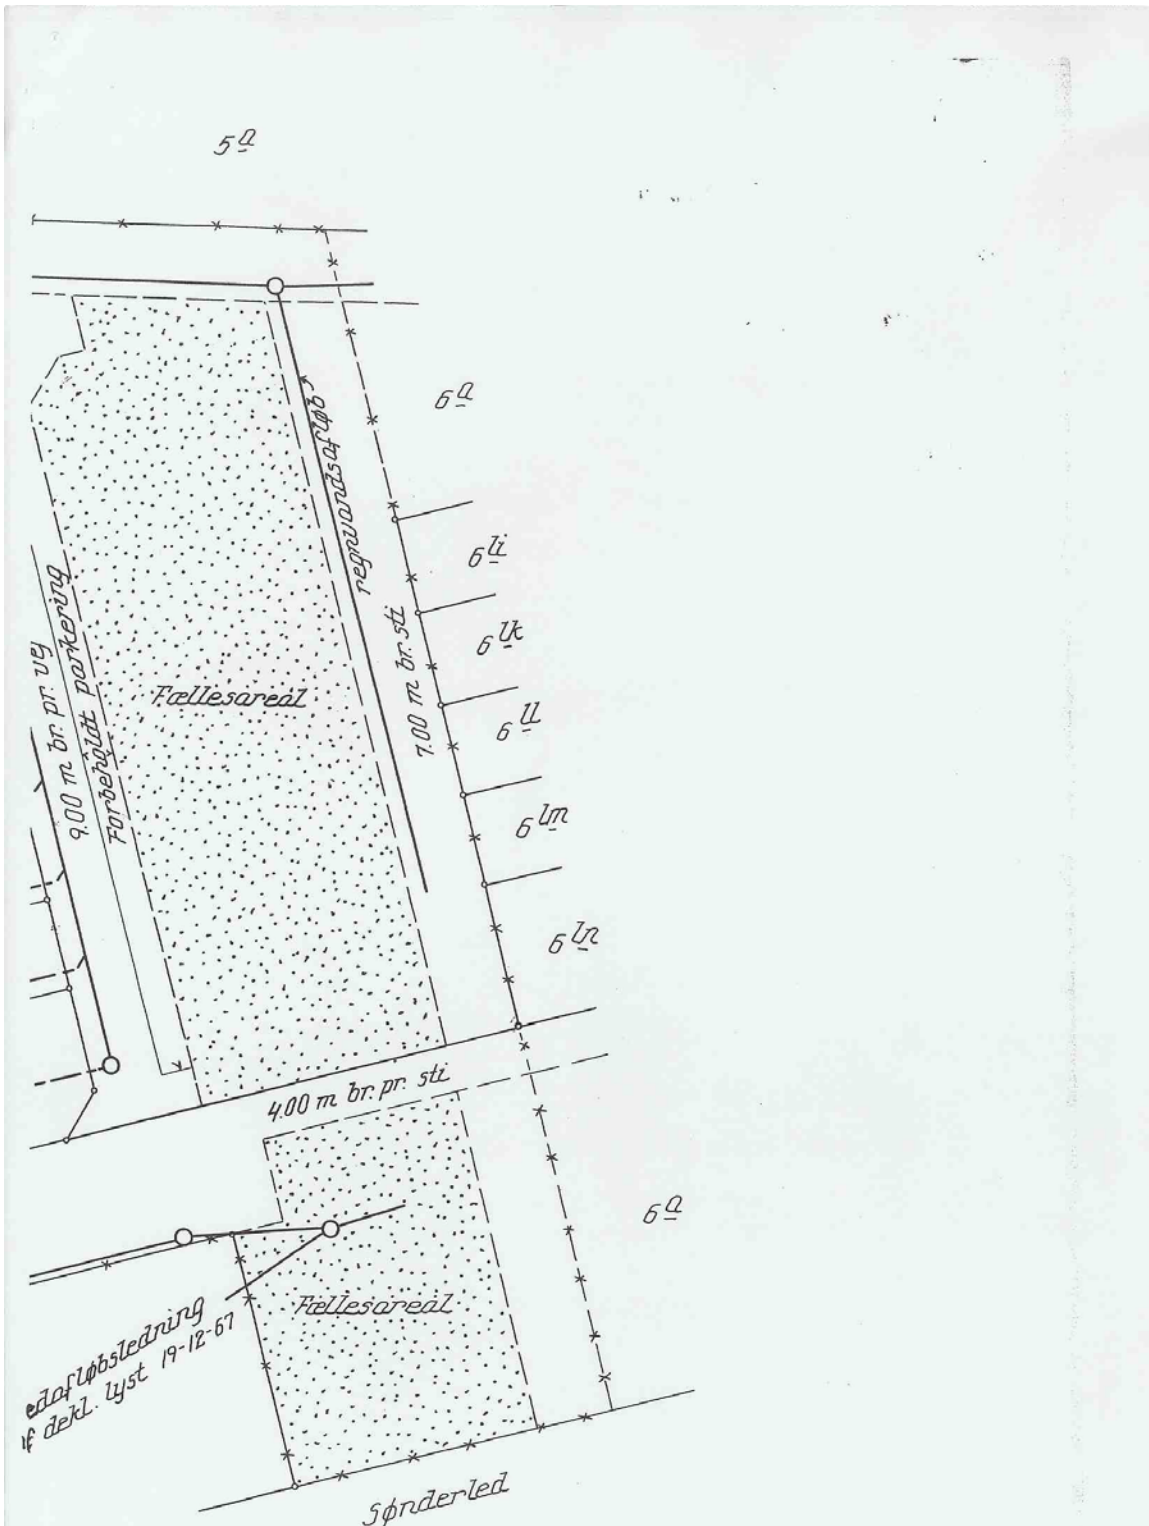 5a
6a
regnvandsafløb
6li
6lk
7.00 m br. sti
6ll
9.00 m br. pr. vej
Forbeholdt parkering
Fællesareal
6lm
6ln
4.00 m br. pr. sti
6a
Fællesareal
edafløbsledning
if dekl. lyst 19-12-67
Sønderled